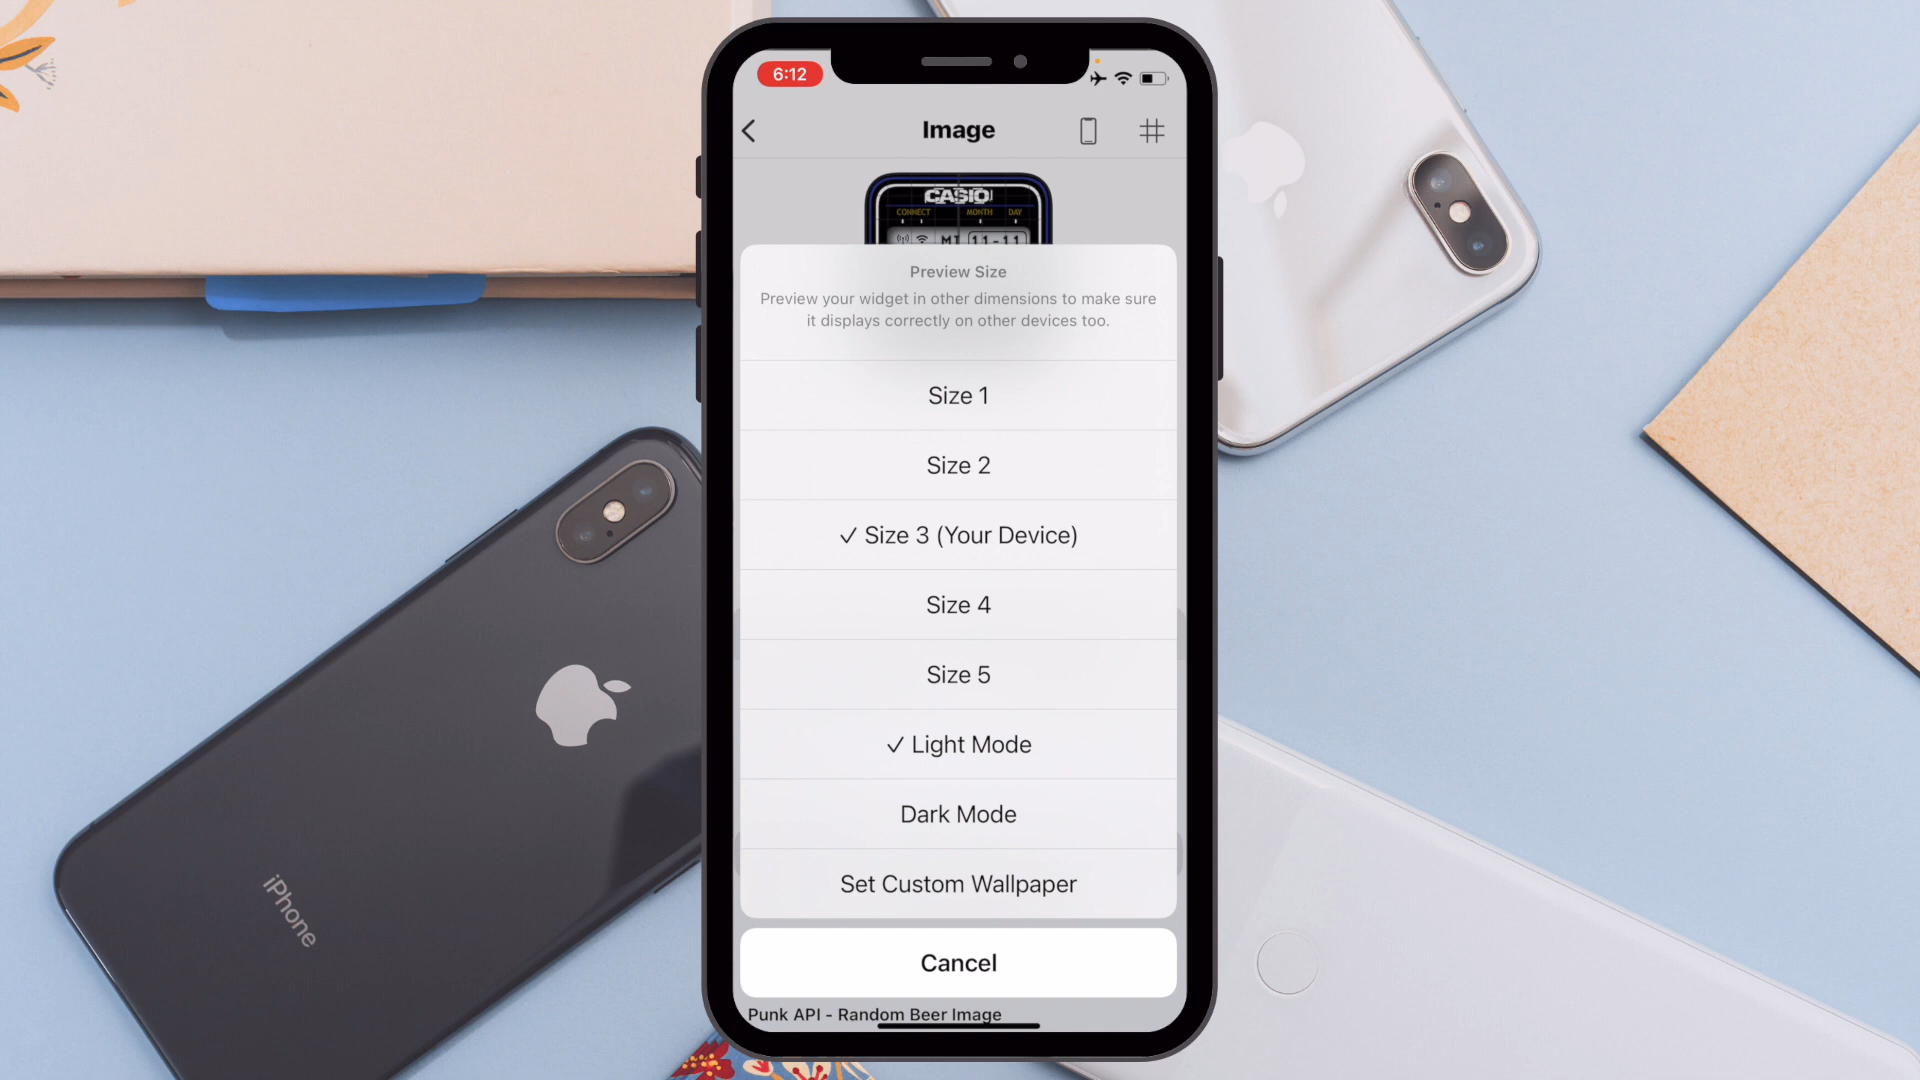 6:12
Image
CASIO
CONNECT MONTH DAY
MI 11-11
Preview Size
Preview your widget in other dimensions to make sure
it displays correctly on other devices too.
Size 1
Size 2
✓ Size 3 (Your Device)
Size 4
Size 5
✓ Light Mode
Dark Mode
Set Custom Wallpaper
Cancel
Punk API - Random Beer Image
iPhone